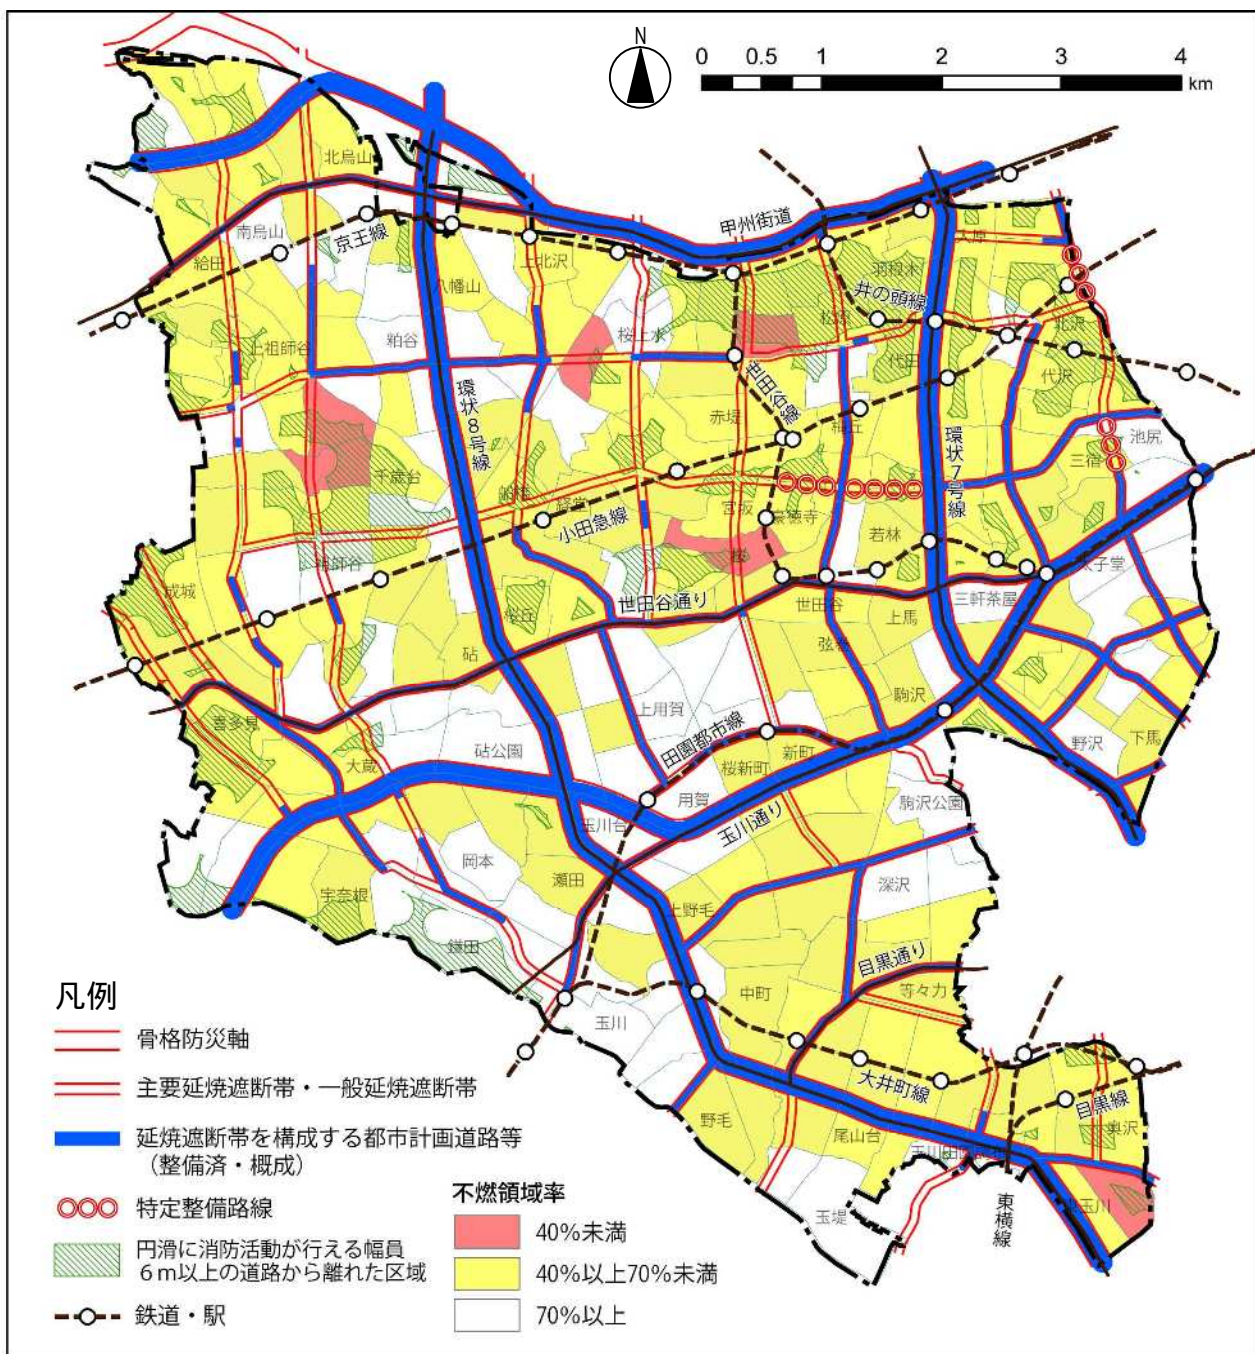 N
0 0.5 1 2 3 4
km
北烏山
甲州街道
南烏山
京王線
給田
上北沢
大原
羽根木
八幡山
井の頭線
松原
桜上水
北沢
粕谷
上祖師谷
代田
代沢
世田谷線
環状8号線
赤堤
梅丘
環状7号線
池尻
三宿
千歳台
船橋
経堂
宮坂
豪徳寺
小田急線
若林
桜
祖師谷
太子堂
成城
世田谷通り
世田谷
三軒茶屋
桜丘
上馬
弦巻
砧
駒沢
上用賀
喜多見
田園都市線
野沢
下馬
砧公園
新町
大蔵
桜新町
用賀
駒沢公園
玉川台
玉川通り
岡本
瀬田
深沢
宇奈根
上野毛
鎌田
目黒通り
中町
等々力
玉川
大井町線
目黒線
奥沢
野毛
尾山台
玉川田園調布
東玉川
玉堤
東横線
凡例
骨格防災軸
主要延焼遮断帯・一般延焼遮断帯
延焼遮断帯を構成する都市計画道路等
（整備済・概成）
特定整備路線
円滑に消防活動が行える幅員
６ｍ以上の道路から離れた区域
鉄道・駅
不燃領域率
40%未満
40%以上70%未満
70%以上